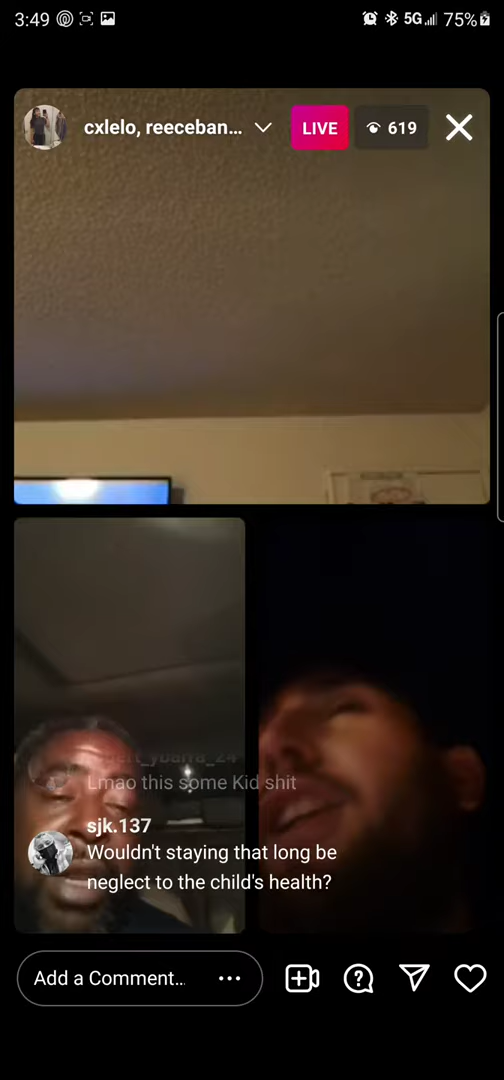 3:49 5G 75%
cxlelo, reeceban... LIVE 619
Lmao this some Kid shit
sjk.137
Wouldn't staying that long be
neglect to the child's health?
Add a Comment...